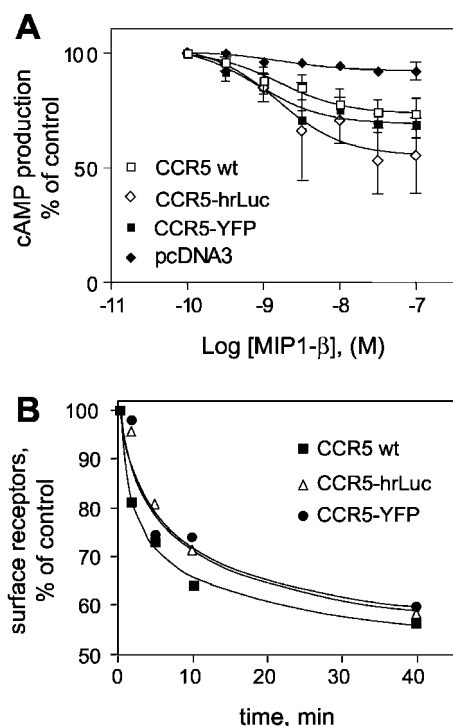 A
cAMP production
% of control
100
50
0
CCR5 wt
CCR5-hrLuc
CCR5-YFP
pcDNA3
-11 -10 -9 -8 -7
Log [MIP1-β], (M)
B
surface receptors,
% of control
100
90
80
70
60
50
CCR5 wt
CCR5-hrLuc
CCR5-YFP
0 10 20 30 40
time, min